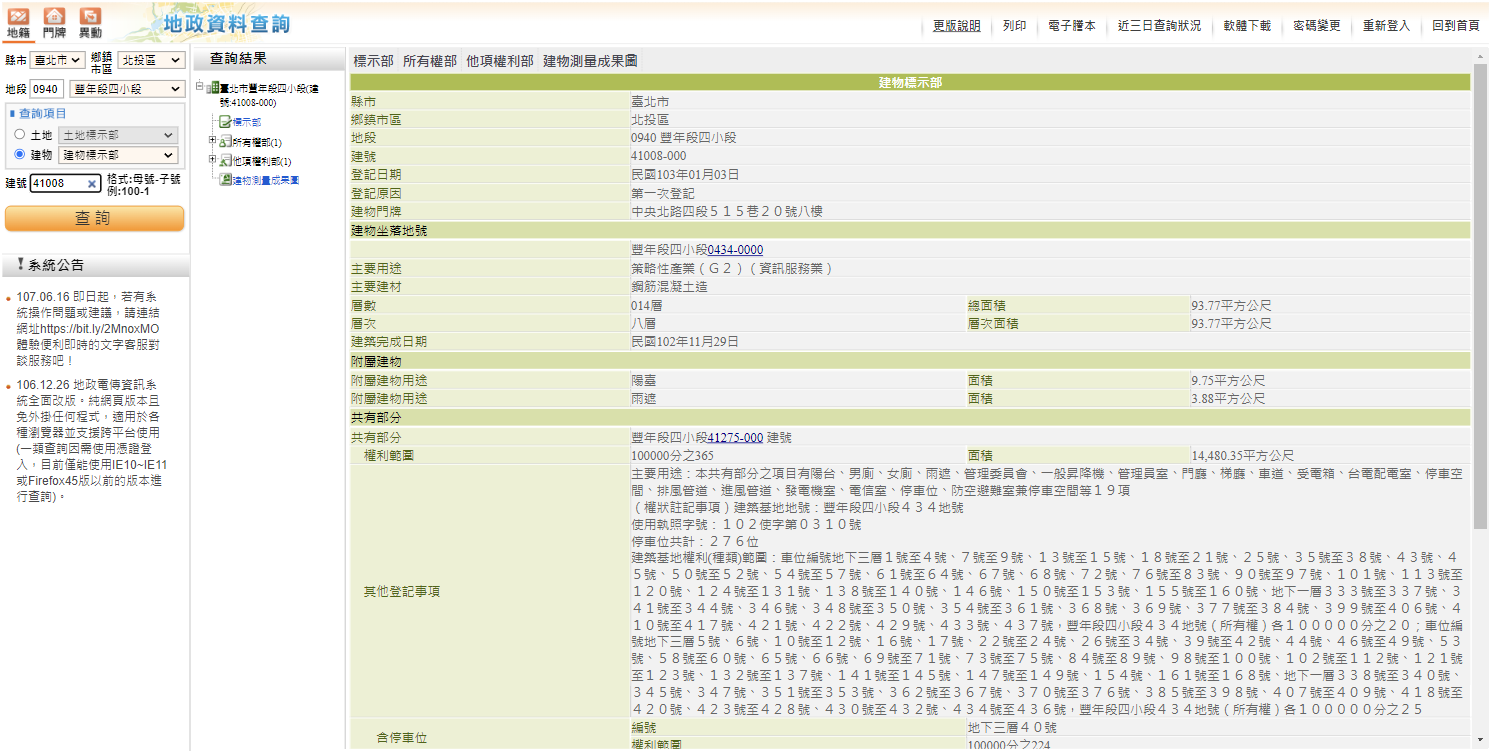 地籍 門牌 異動
地政資料查詢
更版說明 列印 電子謄本 近三日查詢狀況 軟體下載 密碼變更 重新登入 回到首頁
縣市 臺北市 鄉鎮市區 北投區
地段 0940 豐年段四小段
查詢項目
土地 土地標示部
建物 建物標示部
建號 41008 格式:母號-子號
例:100-1
查詢
系統公告
107.06.16 即日起，若有系
統操作問題或建議，請連結
網址https://bit.ly/2MnoxMO
體驗便利即時的文字客服對
談服務吧！
106.12.26 地政電傳資訊系
統全面改版。純網頁版本且
免外掛任何程式，適用於各
種瀏覽器並支援跨平台使用
(一類查詢因需使用憑證登
入，目前僅能使用IE10~IE11
或Firefox45版以前的版本進
行查詢)。
查詢結果
臺北市豐年段四小段(建
號:41008-000)
標示部
所有權部(1)
他項權利部(1)
建物測量成果圖
標示部 所有權部 他項權利部 建物測量成果圖
建物標示部
縣市 臺北市
鄉鎮市區 北投區
地段 0940 豐年段四小段
建號 41008-000
登記日期 民國103年01月03日
登記原因 第一次登記
建物門牌 中央北路四段５１５巷２０號八樓
建物坐落地號
豐年段四小段0434-0000
主要用途 策略性產業（Ｇ２）（資訊服務業）
主要建材 鋼筋混凝土造
層數 014層 總面積 93.77平方公尺
層次 八層 層次面積 93.77平方公尺
建築完成日期 民國102年11月29日
附屬建物
附屬建物用途 陽臺 面積 9.75平方公尺
附屬建物用途 雨遮 面積 3.88平方公尺
共有部分
共有部分 豐年段四小段41275-000 建號
權利範圍 100000分之365 面積 14,480.35平方公尺
其他登記事項
主要用途：本共有部分之項目有陽台、男廁、女廁、雨遮、管理委員會、一般昇降機、管理員室、門廳、梯廳、車道、受電箱、台電配電室、停車空
間、排風管道、進風管道、發電機室、電信室、停車位、防空避難室兼停車空間等１９項
（權狀註記事項）建築基地地號：豐年段四小段４３４地號
使用執照字號：１０２使字第０３１０號
停車位共計：２７６位
建築基地權利(種類)範圍：車位編號地下三層１號至４號、７號至９號、１３號至１５號、１８號至２１號、２５號、３５號至３８號、４３號、４
５號、５０號至５２號、５４號至５７號、６１號至６４號、６７號、６８號、７２號、７６號至８３號、９０號至９７號、１０１號、１１３號至
１２０號、１２４號至１３１號、１３８號至１４０號、１４６號、１５０號至１５３號、１５５號至１６０號、地下一層３３３號至３３７號、３
４１號至３４４號、３４６號、３４８號至３５０號、３５４號至３６１號、３６８號、３６９號、３７７號至３８４號、３９９號至４０６號、４
１０號至４１７號、４２１號、４２２號、４２９號、４３３號、４３７號，豐年段四小段４３４地號（所有權）各１０００００分之２０；車位編
號地下三層５號、６號、１０號至１２號、１６號、１７號、２２號至２４號、２６號至３４號、３９號至４２號、４４號、４６號至４９號、５３
號、５８號至６０號、６５號、６６號、６９號至７１號、７３號至７５號、８４號至８９號、９８號至１００號、１０２號至１１２號、１２１號
至１２３號、１３２號至１３７號、１４１號至１４５號、１４７號至１４９號、１５４號、１６１號至１６８號、地下一層３３８號至３４０號、
３４５號、３４７號、３５１號至３５３號、３６２號至３６７號、３７０號至３７６號、３８５號至３９８號、４０７號至４０９號、４１８號至
４２０號、４２３號至４２８號、４３０號至４３２號、４３４號至４３６號，豐年段四小段４３４地號（所有權）各１０００００分之２５
含停車位 編號 地下三層４０號
權利範圍 100000分之224